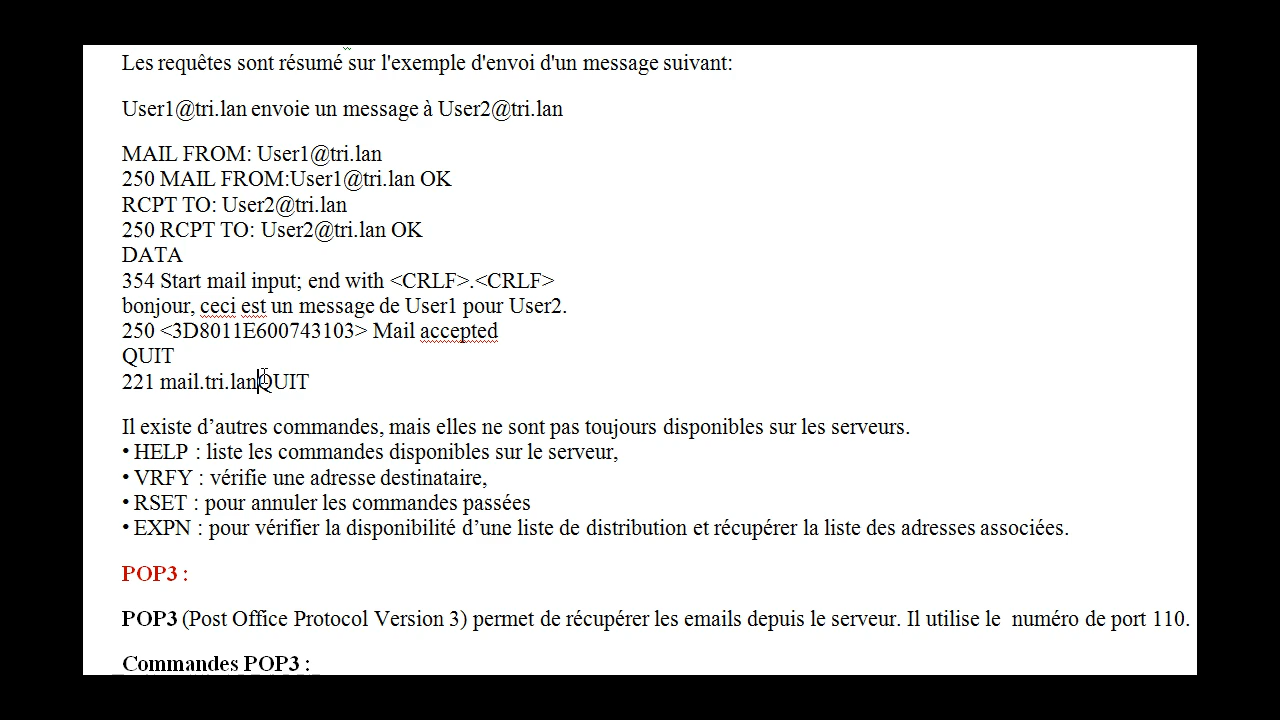 Les requêtes sont résumé sur l'exemple d'envoi d'un message suivant:
User1@tri.lan envoie un message à User2@tri.lan
MAIL FROM: User1@tri.lan
250 MAIL FROM:User1@tri.lan OK
RCPT TO: User2@tri.lan
250 RCPT TO: User2@tri.lan OK
DATA
354 Start mail input; end with <CRLF>.<CRLF>
bonjour, ceci est un message de User1 pour User2.
250 <3D8011E600743103> Mail accepted
QUIT
221 mail.tri.lanQUIT
Il existe d’autres commandes, mais elles ne sont pas toujours disponibles sur les serveurs.
• HELP : liste les commandes disponibles sur le serveur,
• VRFY : vérifie une adresse destinataire,
• RSET : pour annuler les commandes passées
• EXPN : pour vérifier la disponibilité d’une liste de distribution et récupérer la liste des adresses associées.
POP3 :
POP3 (Post Office Protocol Version 3) permet de récupérer les emails depuis le serveur. Il utilise le  numéro de port 110.
Commandes POP3 :